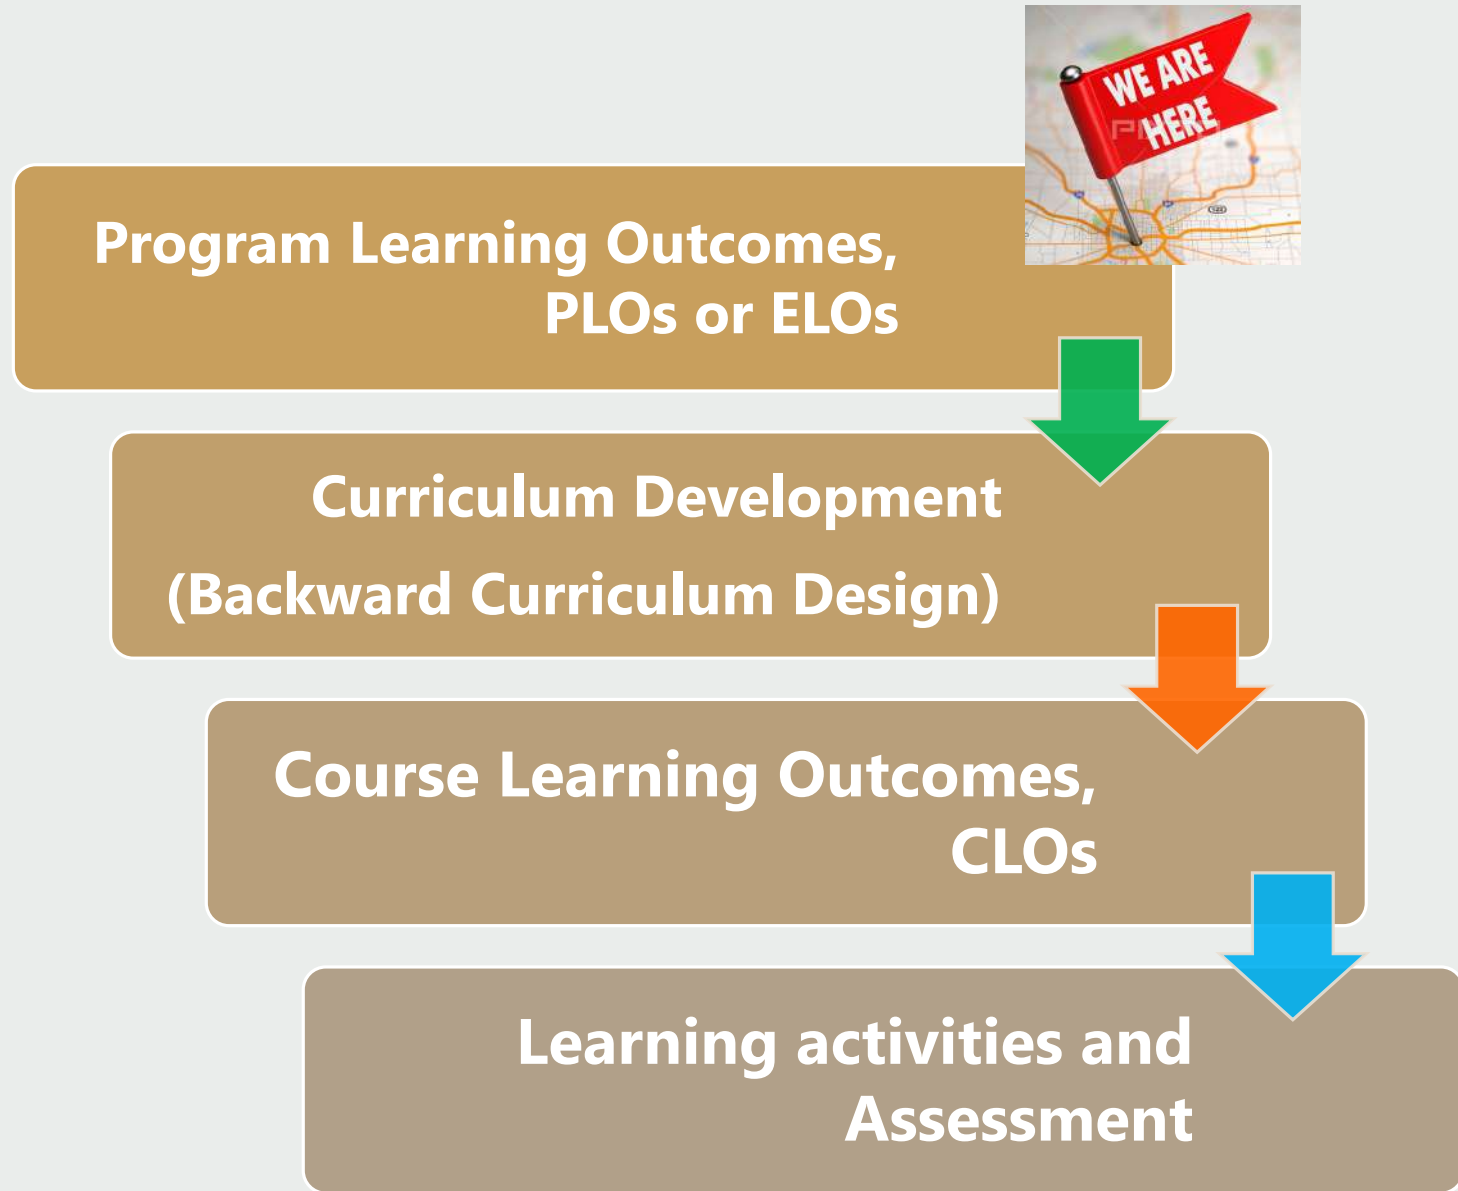 WE ARE
HERE
Program Learning Outcomes,
PLOs or ELOs
Curriculum Development
(Backward Curriculum Design)
Course Learning Outcomes,
CLOs
Learning activities and
Assessment